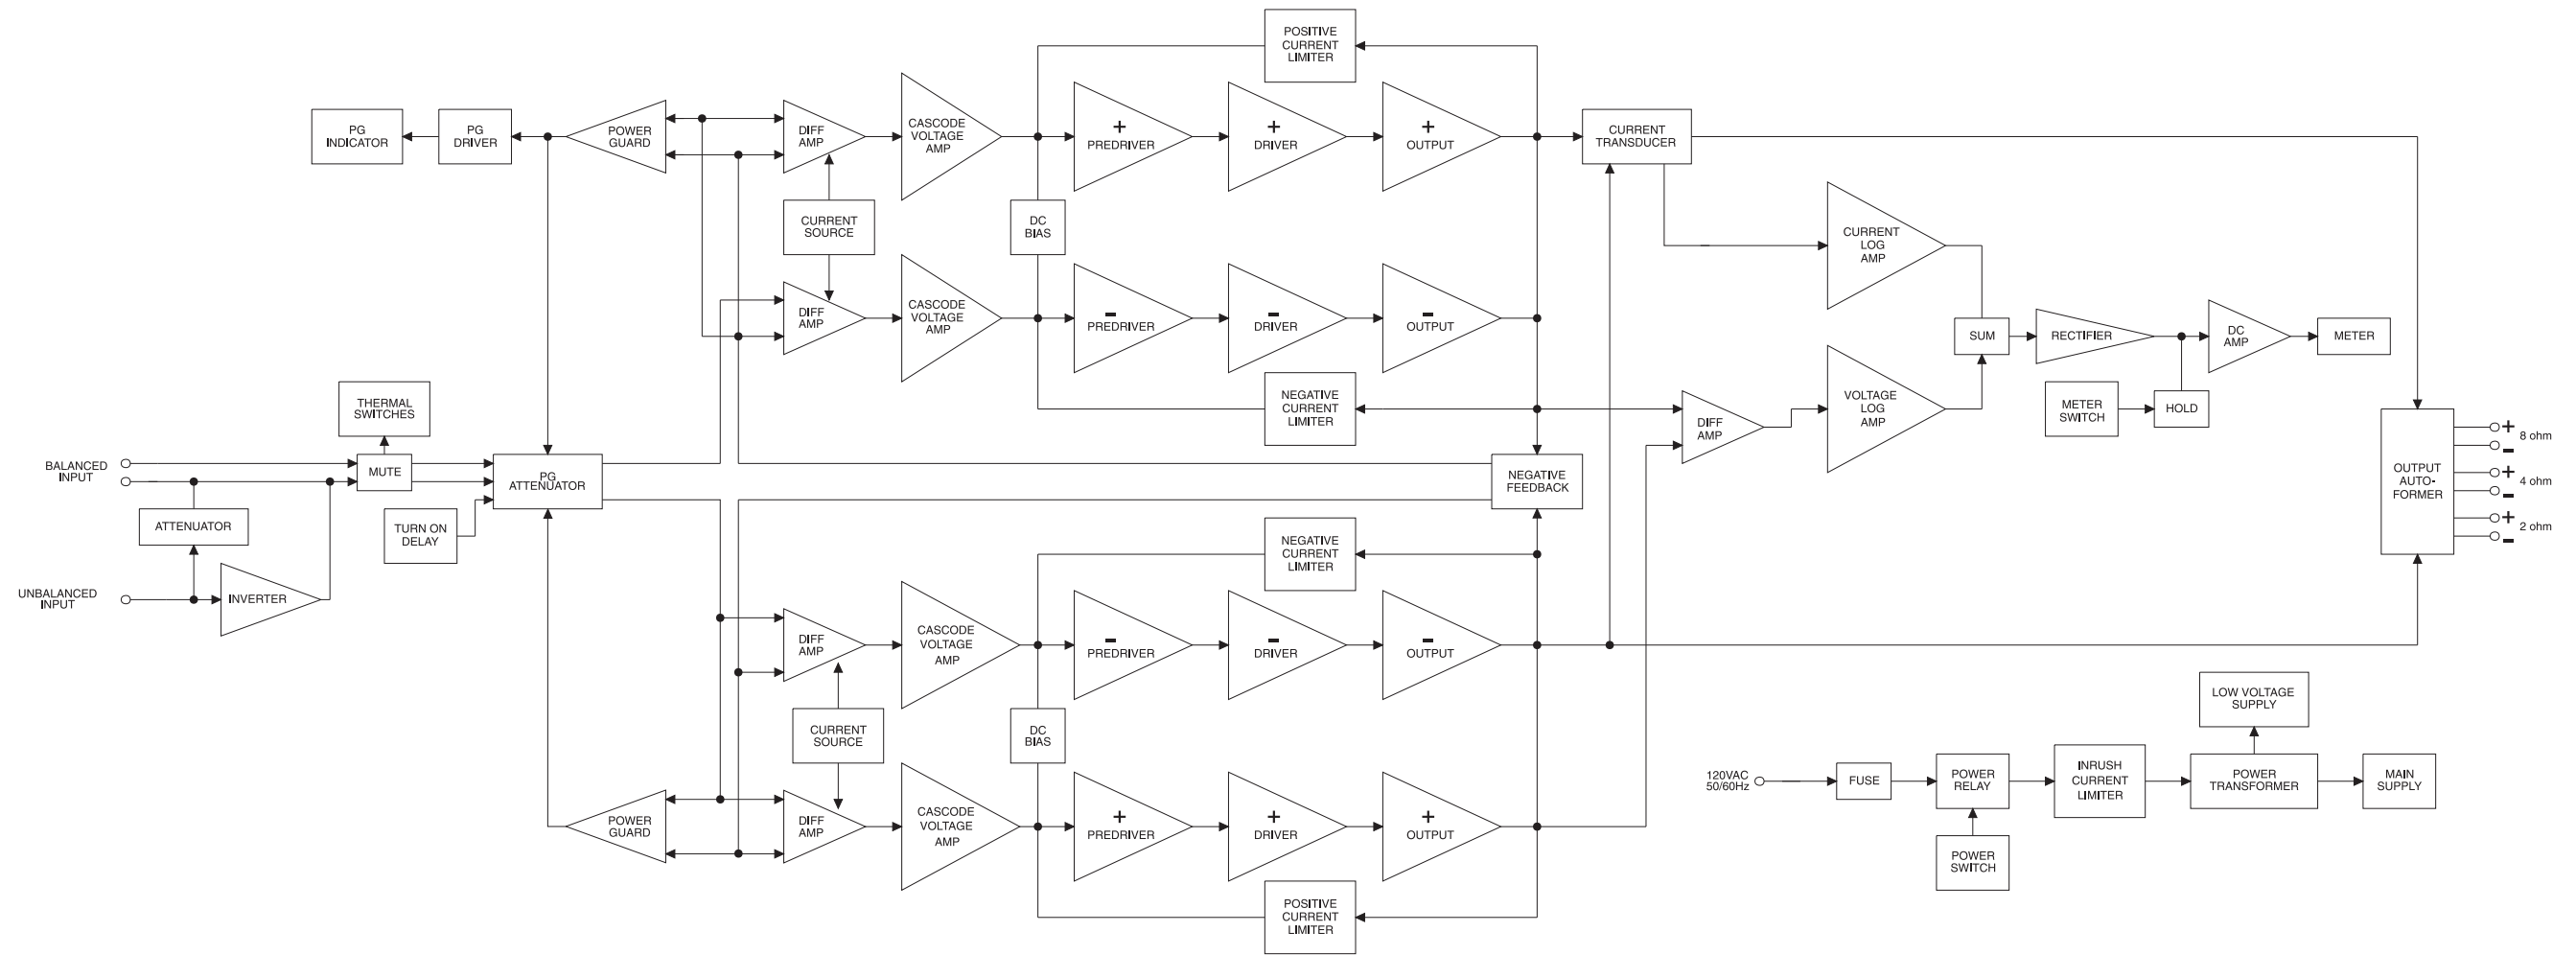 POSITIVE
CURRENT
LIMITER
PG
INDICATOR
PG
DRIVER
POWER
GUARD
DIFF
AMP
CASCODE
VOLTAGE
AMP
+
PREDRIVER
+
DRIVER
+
OUTPUT
CURRENT
TRANSDUCER
CURRENT
SOURCE
DC
BIAS
CURRENT
LOG
AMP
DIFF
AMP
CASCODE
VOLTAGE
AMP
-
PREDRIVER
-
DRIVER
-
OUTPUT
SUM
RECTIFIER
DC
AMP
METER
THERMAL
SWITCHES
NEGATIVE
CURRENT
LIMITER
DIFF
AMP
VOLTAGE
LOG
AMP
METER
SWITCH
HOLD
BALANCED
INPUT
MUTE
PG
ATTENUATOR
NEGATIVE
FEEDBACK
OUTPUT
AUTO-
FORMER
+
8 ohm
-
+
4 ohm
-
+
2 ohm
-
ATTENUATOR
TURN ON
DELAY
NEGATIVE
CURRENT
LIMITER
UNBALANCED
INPUT
INVERTER
DIFF
AMP
CASCODE
VOLTAGE
AMP
-
PREDRIVER
-
DRIVER
-
OUTPUT
CURRENT
SOURCE
DC
BIAS
LOW VOLTAGE
SUPPLY
120VAC
50/60Hz
FUSE
POWER
RELAY
INRUSH
CURRENT
LIMITER
POWER
TRANSFORMER
MAIN
SUPPLY
POWER
GUARD
DIFF
AMP
CASCODE
VOLTAGE
AMP
+
PREDRIVER
+
DRIVER
+
OUTPUT
POWER
SWITCH
POSITIVE
CURRENT
LIMITER